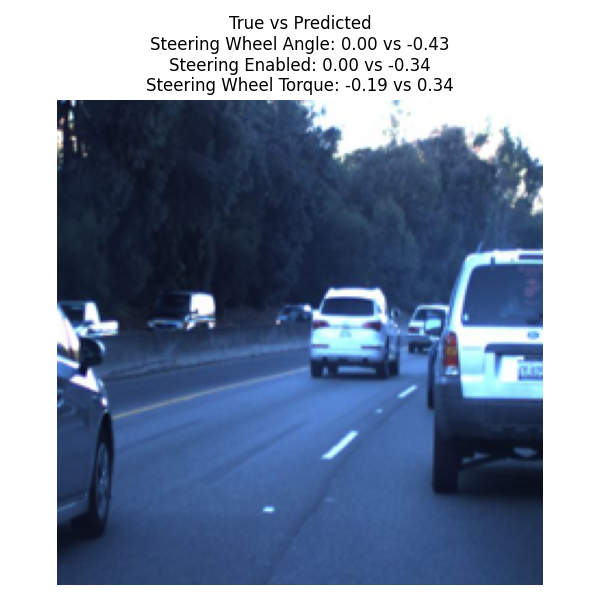 True vs Predicted
Steering Wheel Angle: 0.00 vs -0.43
Steering Enabled: 0.00 vs -0.34
Steering Wheel Torque: -0.19 vs 0.34